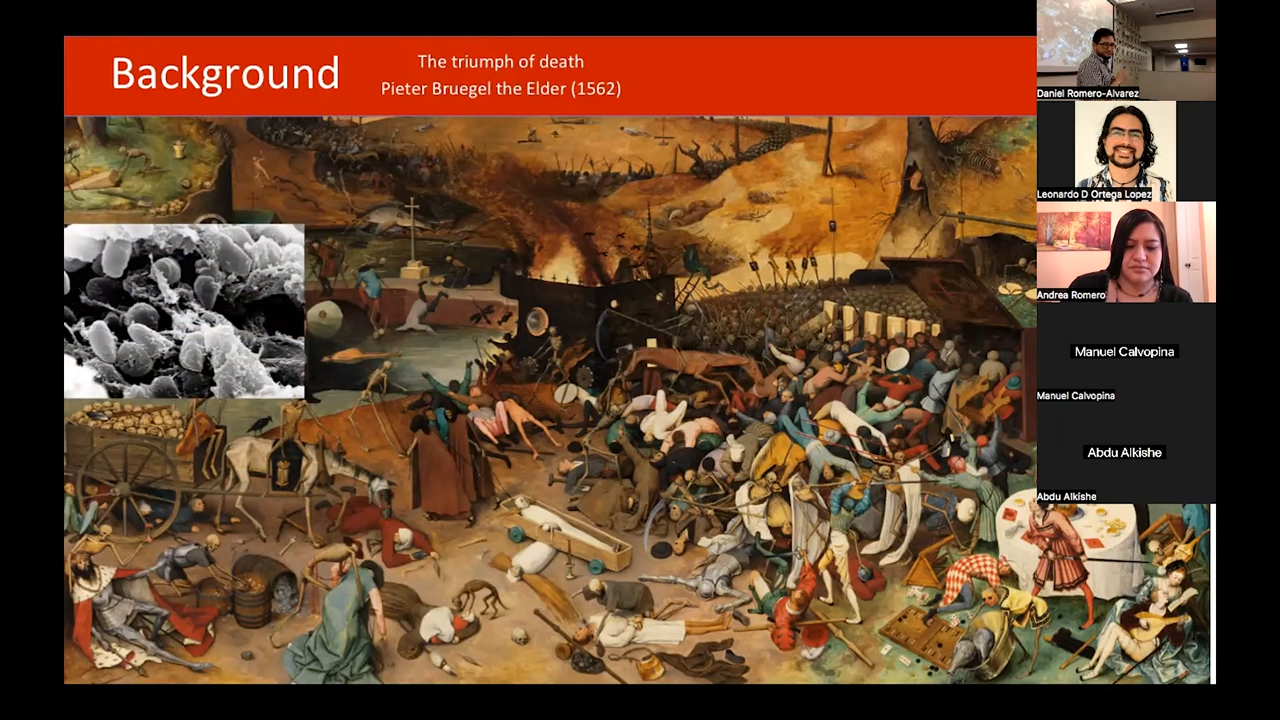 Background
The triumph of death
Pieter Bruegel the Elder (1562)
Daniel Romero-Alvarez
Leonardo D Ortega Lopez
Andrea Romero
Manuel Calvopina
Manuel Calvopina
Abdu Alkishe
Abdu Alkishe